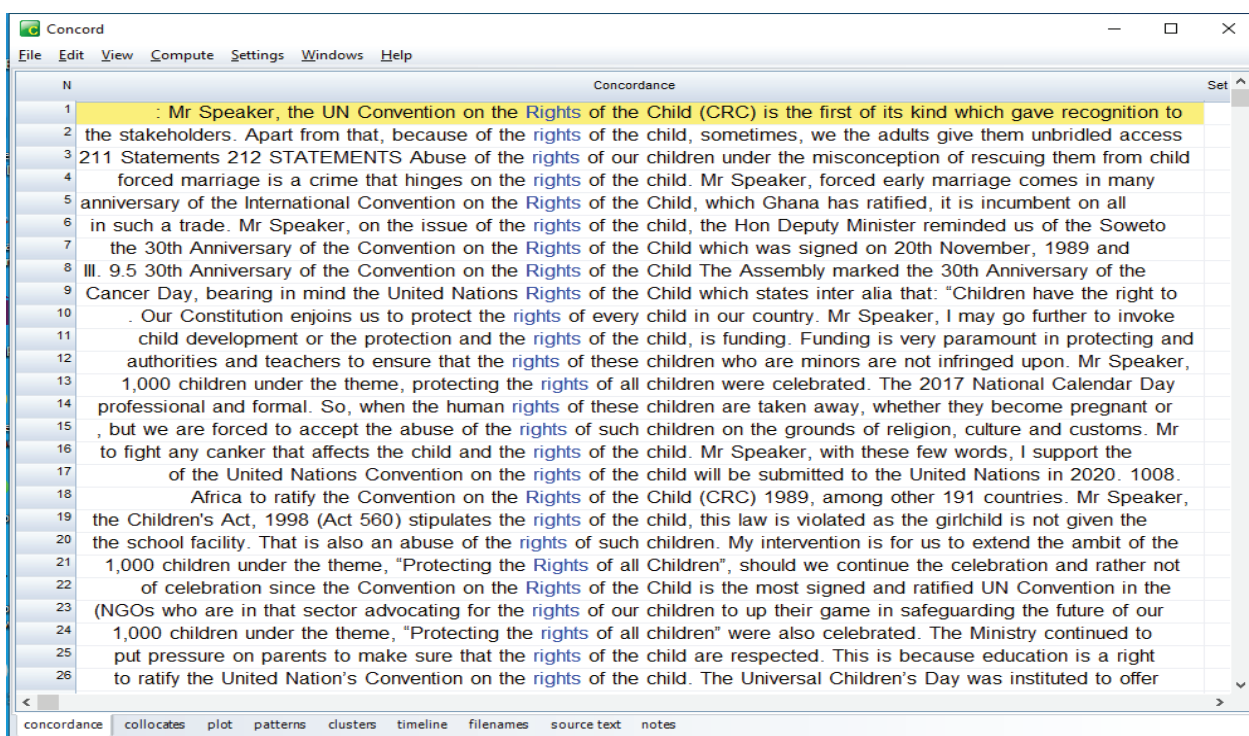 Concord
File Edit View Compute Settings Windows Help
N Concordance Set
1 : Mr Speaker, the UN Convention on the Rights of the Child (CRC) is the first of its kind which gave recognition to
2 the stakeholders. Apart from that, because of the rights of the child, sometimes, we the adults give them unbridled access
3 211 Statements 212 STATEMENTS Abuse of the rights of our children under the misconception of rescuing them from child
4 forced marriage is a crime that hinges on the rights of the child. Mr Speaker, forced early marriage comes in many
5 anniversary of the International Convention on the Rights of the Child, which Ghana has ratified, it is incumbent on all
6 in such a trade. Mr Speaker, on the issue of the rights of the child, the Hon Deputy Minister reminded us of the Soweto
7 the 30th Anniversary of the Convention on the Rights of the Child which was signed on 20th November, 1989 and
8 III. 9.5 30th Anniversary of the Convention on the Rights of the Child The Assembly marked the 30th Anniversary of the
9 Cancer Day, bearing in mind the United Nations Rights of the Child which states inter alia that: “Children have the right to
10 . Our Constitution enjoins us to protect the rights of every child in our country. Mr Speaker, I may go further to invoke
11 child development or the protection and the rights of the child, is funding. Funding is very paramount in protecting and
12 authorities and teachers to ensure that the rights of these children who are minors are not infringed upon. Mr Speaker,
13 1,000 children under the theme, protecting the rights of all children were celebrated. The 2017 National Calendar Day
14 professional and formal. So, when the human rights of these children are taken away, whether they become pregnant or
15 , but we are forced to accept the abuse of the rights of such children on the grounds of religion, culture and customs. Mr
16 to fight any canker that affects the child and the rights of the child. Mr Speaker, with these few words, I support the
17 of the United Nations Convention on the rights of the child will be submitted to the United Nations in 2020. 1008.
18 Africa to ratify the Convention on the Rights of the Child (CRC) 1989, among other 191 countries. Mr Speaker,
19 the Children's Act, 1998 (Act 560) stipulates the rights of the child, this law is violated as the girlchild is not given the
20 the school facility. That is also an abuse of the rights of such children. My intervention is for us to extend the ambit of the
21 1,000 children under the theme, “Protecting the Rights of all Children”, should we continue the celebration and rather not
22 of celebration since the Convention on the Rights of the Child is the most signed and ratified UN Convention in the
23 (NGOs who are in that sector advocating for the rights of our children to up their game in safeguarding the future of our
24 1,000 children under the theme, “Protecting the rights of all children” were also celebrated. The Ministry continued to
25 put pressure on parents to make sure that the rights of the child are respected. This is because education is a right
26 to ratify the United Nation’s Convention on the rights of the child. The Universal Children’s Day was instituted to offer
concordance collocates plot patterns clusters timeline filenames source text notes